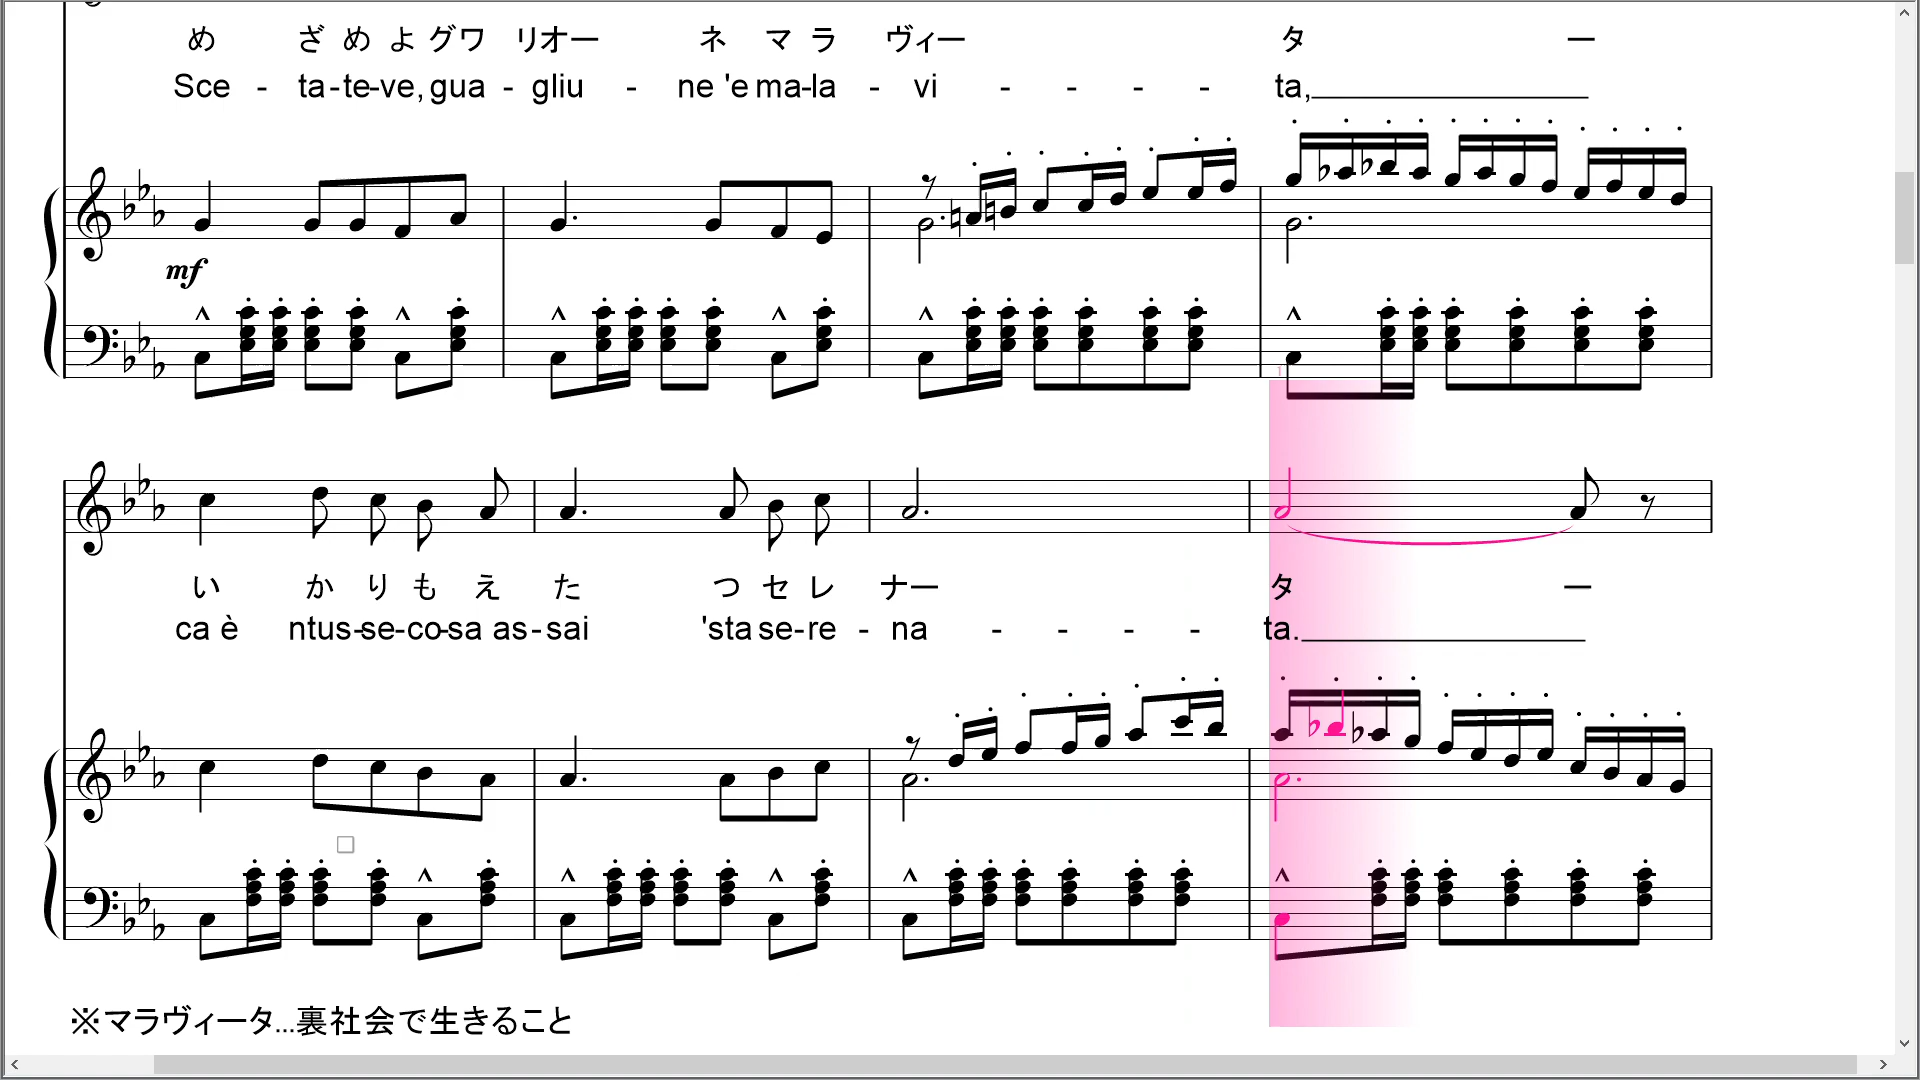 め ざ め よ グワ リオー ネ マ ラ ヴィー タ ー
Sce - ta-te-ve, gua - gliu - ne 'e ma-la - vi - - - - ta,
mf
1
い か り も え た つ セ レ ナー タ ー
ca è ntus-se-co-sa as-sai 'sta se-re - na - - - - ta.
※マラヴィータ...裏社会で生きること